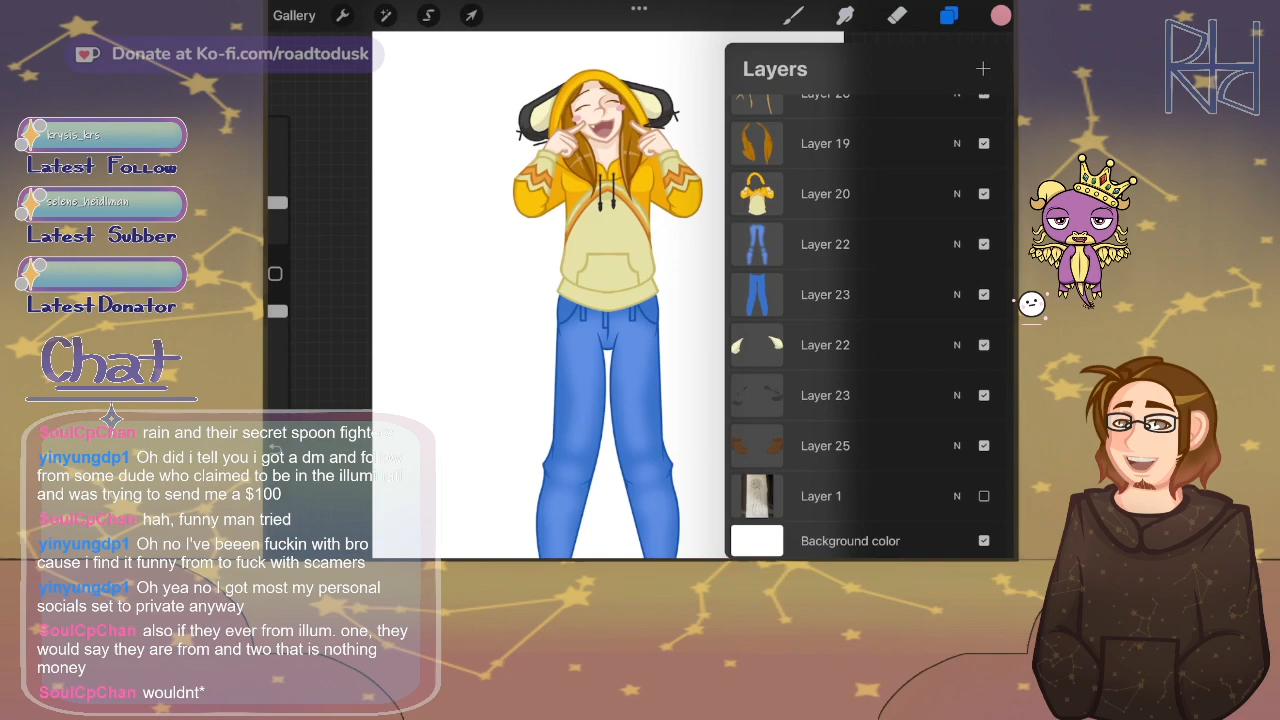 Gallery
Donate at Ko-fi.com/roadtodusk
RtD
Layers
Layer 19
Layer 20
Layer 22
Layer 23
Layer 22
Layer 23
Layer 25
Layer 1
Background color
N
N
N
N
N
N
N
N
krysis_krs
Latest Follow
selene_heidlman
Latest Subber
Latest Donator
Chat
SoulCpChan rain and their secret spoon fighters
yinyungdp1 Oh did i tell you i got a dm and follow
from some dude who claimed to be in the illuminati
and was trying to send me a $100
SoulCpChan hah, funny man tried
yinyungdp1 Oh no I've beeen fuckin with bro
cause i find it funny from to fuck with scamers
yinyungdp1 Oh yea no I got most my personal
socials set to private anyway
SoulCpChan also if they ever from illum. one, they
would say they are from and two that is nothing
money
SoulCpChan wouldnt*